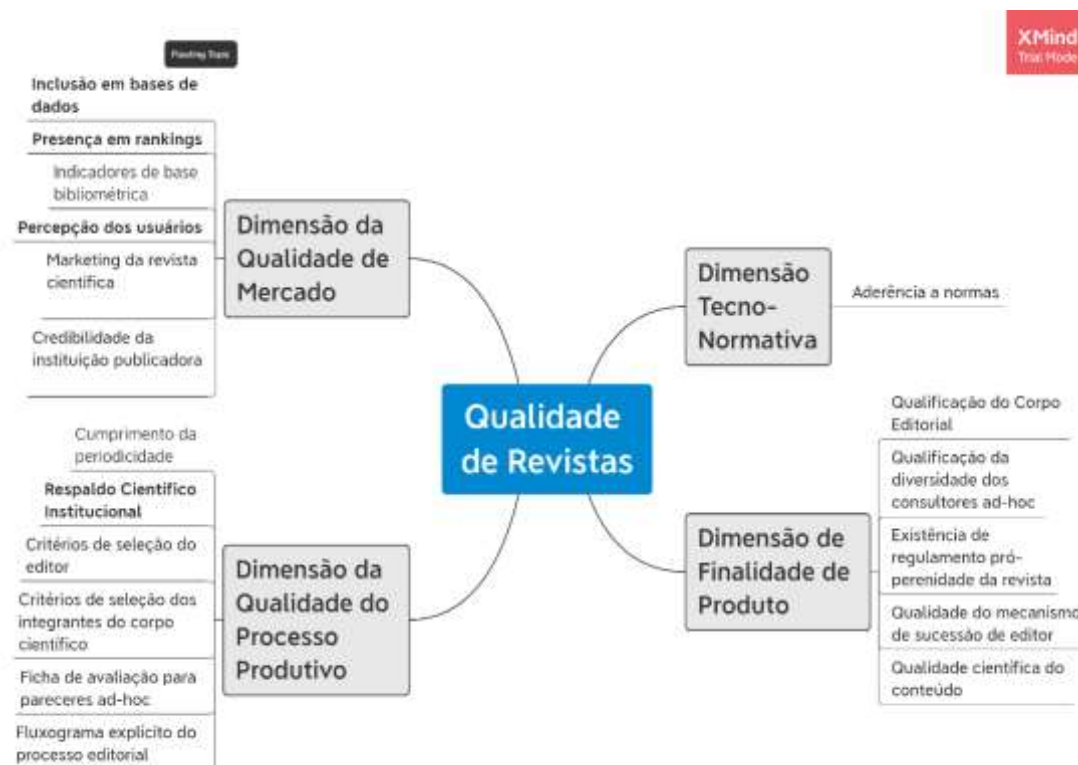 XMind
Trial Mode
Floating Topic
Inclusão em bases de
dados
Presença em rankings
Indicadores de base
bibliométrica
Percepção dos usuários
Marketing da revista
científica
Credibilidade da
instituição publicadora
Dimensão da
Qualidade de
Mercado
Cumprimento da
periodicidade
Respaldo Científico
Institucional
Critérios de seleção do
editor
Critérios de seleção dos
integrantes do corpo
científico
Ficha de avaliação para
pareceres ad-hoc
Fluxograma explícito do
processo editorial
Dimensão da
Qualidade do
Processo
Produtivo
Qualidade
de Revistas
Dimensão
Tecno-
Normativa
Aderência a normas
Dimensão de
Finalidade de
Produto
Qualificação do Corpo
Editorial
Qualificação da
diversidade dos
consultores ad-hoc
Existência de
regulamento pró-
perenidade da revista
Qualidade do mecanismo
de sucessão de editor
Qualidade científica do
conteúdo